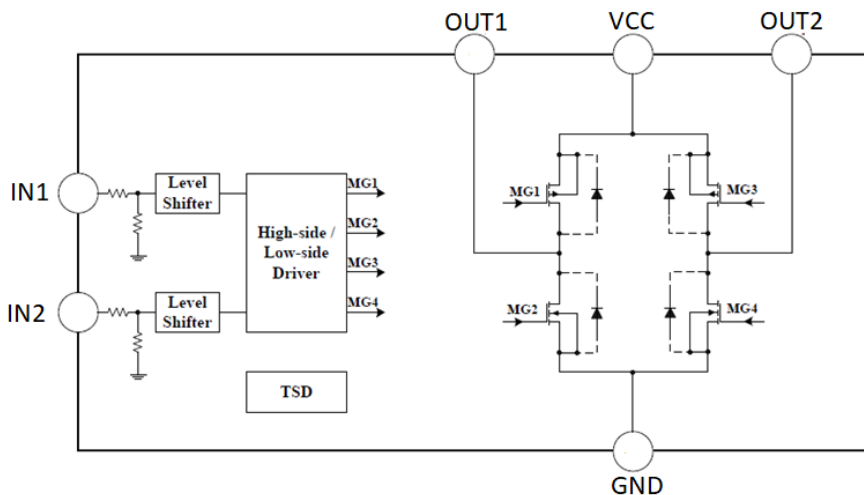 OUT1
VCC
OUT2
IN1
Level
Shifter
MG1
MG2
MG3
MG4
High-side /
Low-side
Driver
IN2
Level
Shifter
TSD
MG1
MG3
MG2
MG4
GND